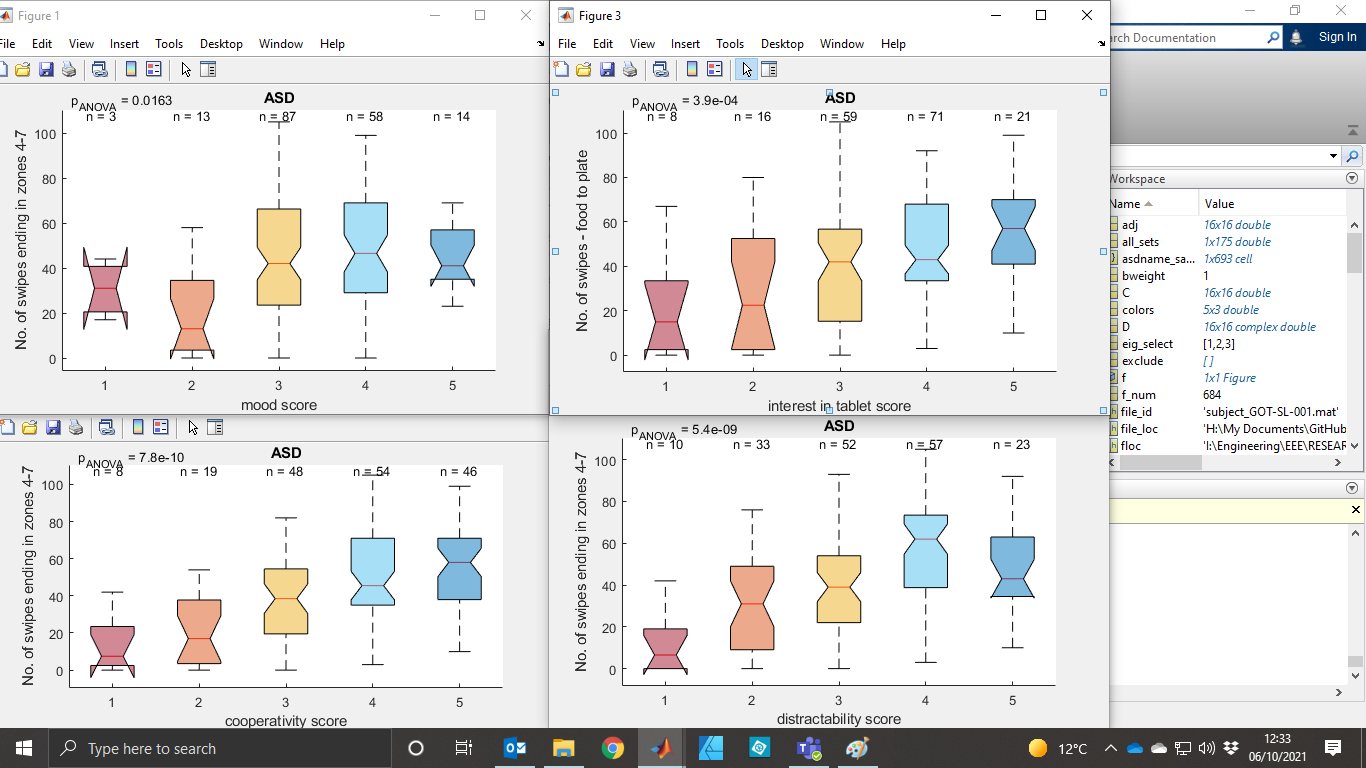 Figure 1
File Edit View Insert Tools Desktop Window Help
pANOVA = 0.0163
ASD
n = 3 n = 13 n = 87 n = 58 n = 14
No. of swipes ending in zones 4-7
100
80
60
40
20
0
1 2 3 4 5
mood score
Figure 3
File Edit View Insert Tools Desktop Window Help
pANOVA = 3.9e-04
ASD
n = 8 n = 16 n = 59 n = 71 n = 21
No. of swipes - food to plate
100
80
60
40
20
0
1 2 3 4 5
interest in tablet score
pANOVA = 7.8e-10
ASD
n = 8 n = 19 n = 48 n = 54 n = 46
No. of swipes ending in zones 4-7
100
80
60
40
20
0
1 2 3 4 5
cooperativity score
pANOVA = 5.4e-09
ASD
n = 10 n = 33 n = 52 n = 57 n = 23
No. of swipes ending in zones 4-7
100
80
60
40
20
0
1 2 3 4 5
distractability score
rch Documentation
Sign In
Workspace
Name Value
adj 16x16 double
all_sets 1x175 double
asdname_sa... 1x693 cell
bweight 1
C 16x16 double
colors 5x3 double
D 16x16 complex double
eig_select [1,2,3]
exclude [ ]
f 1x1 Figure
f_num 684
file_id 'subject_GOT-SL-001.mat'
file_loc 'H:\My Documents\GitHub
floc 'I:\Engineering\EEE\RESEAR
Type here to search
12°C
12:33
06/10/2021